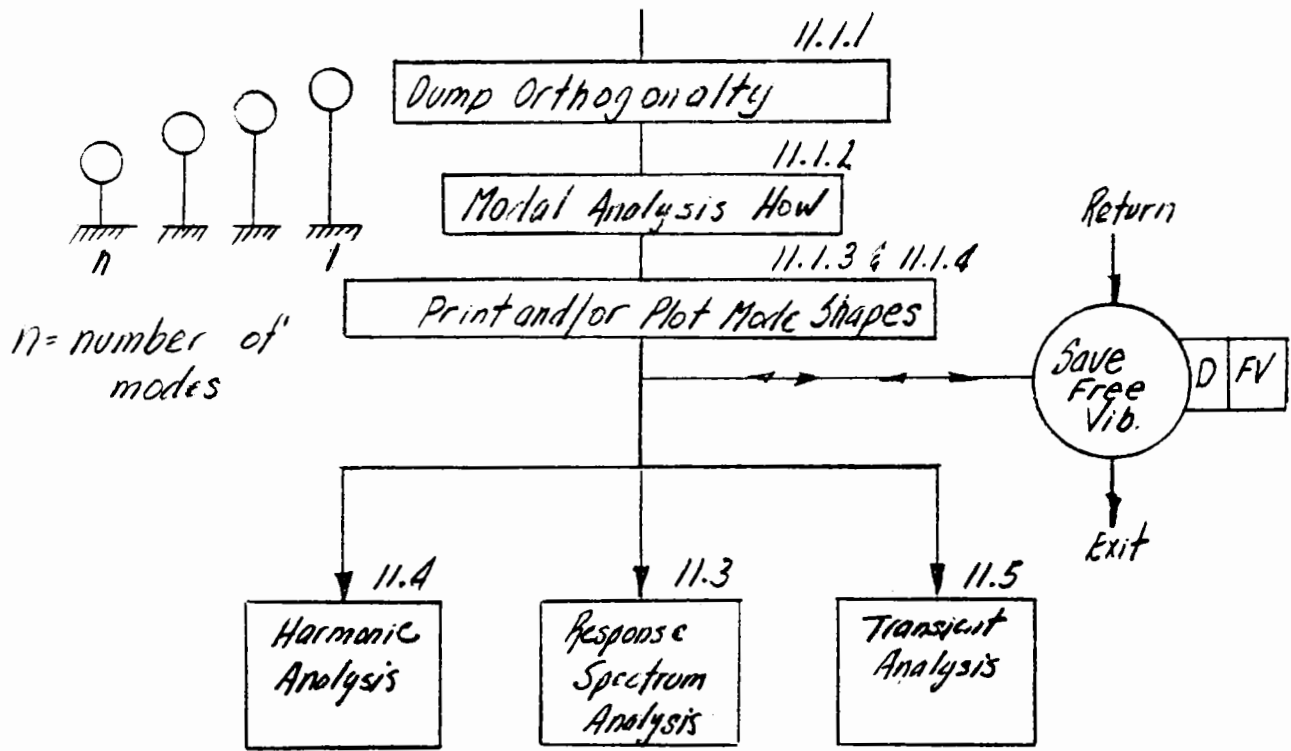 11.1.1
Dump Orthogonalty
11.1.2
Modal Analysis How
n
1
11.1.3 & 11.1.4
Print and/or Plot Mode Shapes
n = number of
modes
Return
Save
Free
Vib.
D
FV
Exit
11.4
Harmonic
Analysis
11.3
Response
Spectrum
Analysis
11.5
Transient
Analysis